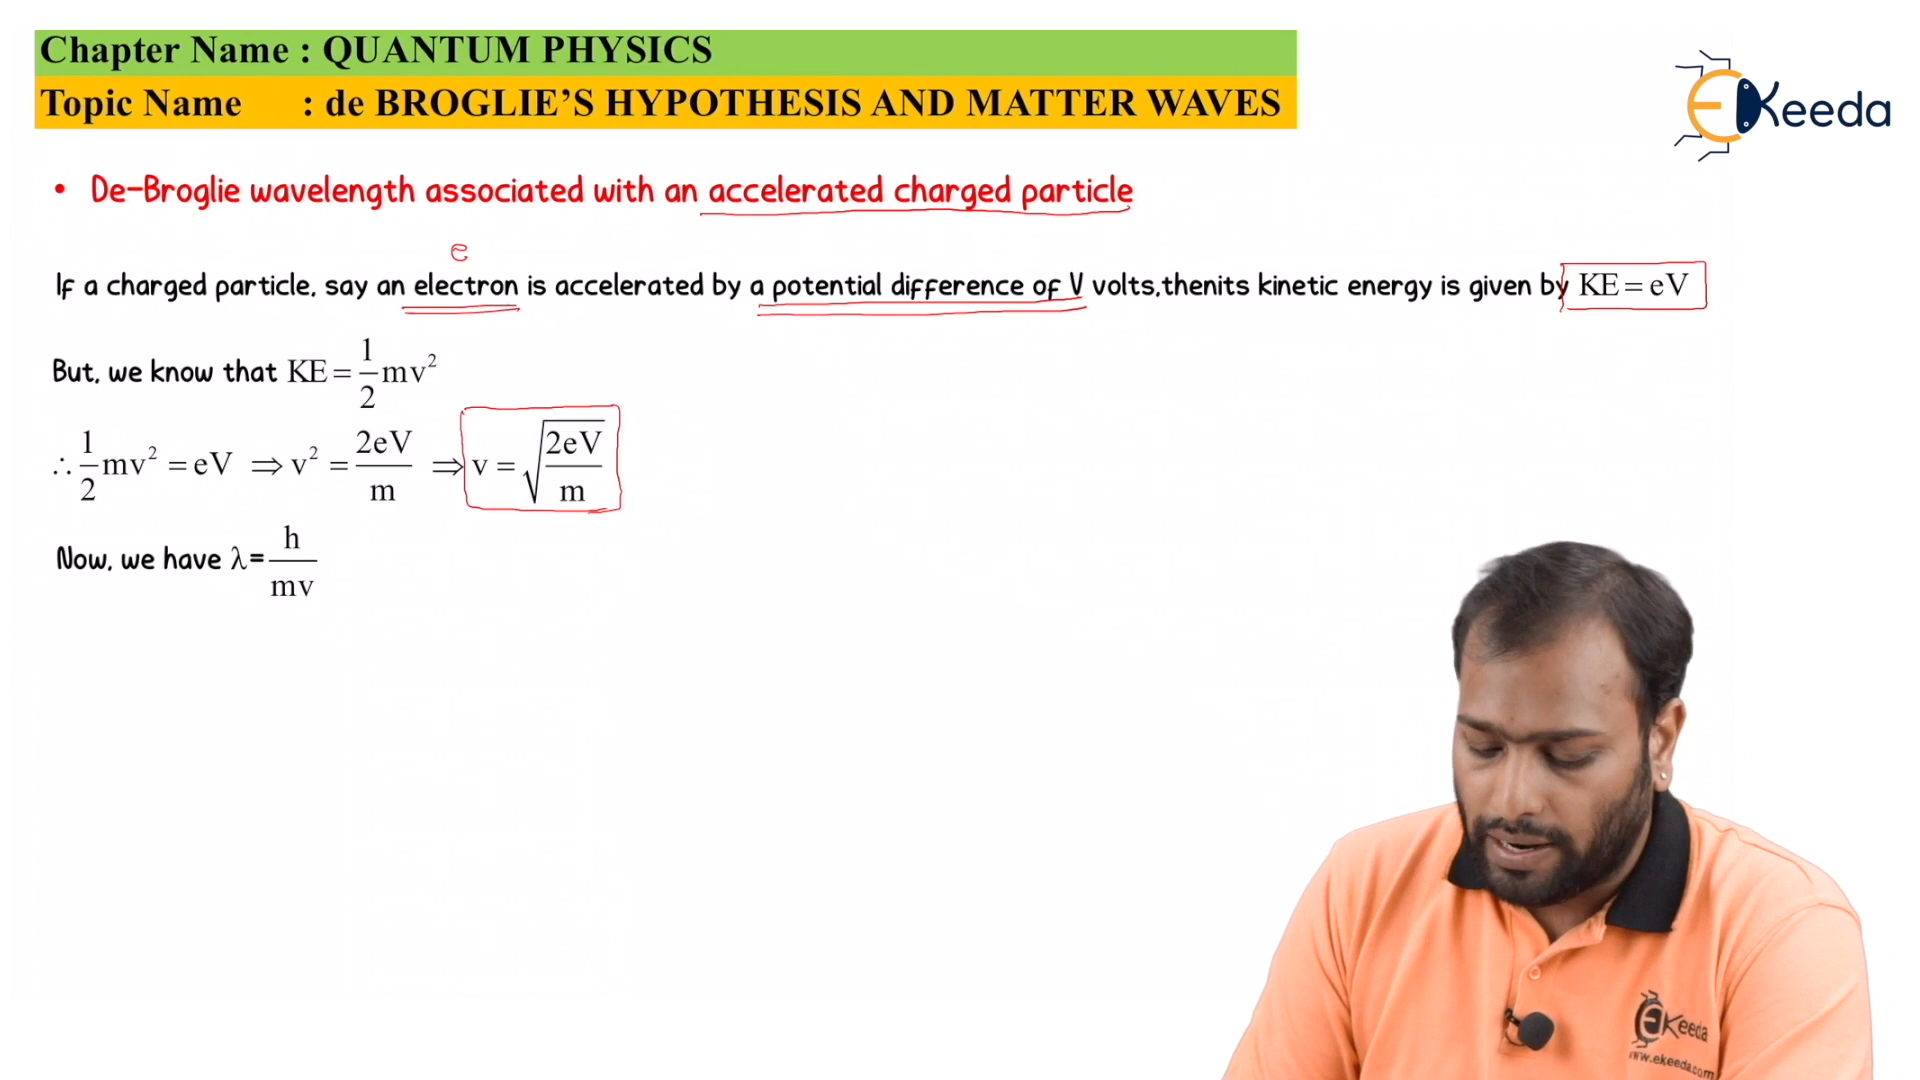 Chapter Name : QUANTUM PHYSICS
Topic Name : de BROGLIE’S HYPOTHESIS AND MATTER WAVES
EKeeda
• De-Broglie wavelength associated with an accelerated charged particle
e
If a charged particle, say an electron is accelerated by a potential difference of V volts,thenits kinetic energy is given by KE = eV
But, we know that KE = 1/2 mv²
∴ 1/2 mv² = eV ⇒ v² = 2eV/m ⇒ v = √(2eV/m)
Now, we have λ= h/mv
EKeeda
www.ekeeda.com